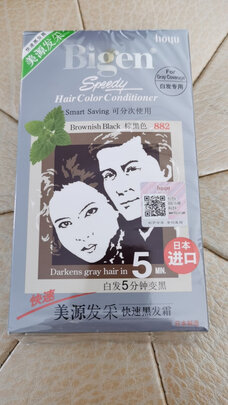 hoyu
美源发采
Bigen
For
Gray Coverage
白发专用
Speedy
Hair Color Conditioner
Smart Saving 可分次使用
Brownish Black 棕黑色 882
hoyu
日本
进口
Darkens gray hair in 5 MIN.
白发5分钟变黑
快速
美源发采 快速黑发霜